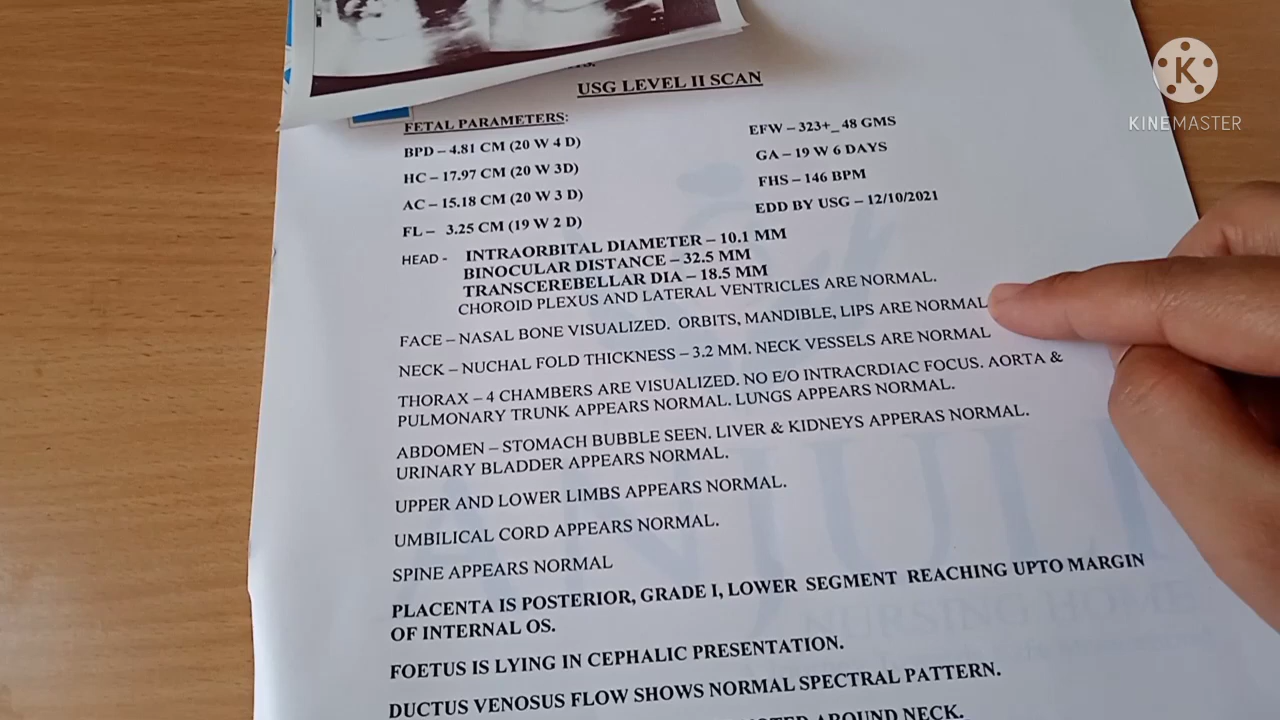 K
KINEMASTER
USG LEVEL II SCAN
FETAL PARAMETERS:
BPD – 4.81 CM (20 W 4 D)
EFW – 323+_ 48 GMS
HC – 17.97 CM (20 W 3D)
GA – 19 W 6 DAYS
AC – 15.18 CM (20 W 3 D)
FHS – 146 BPM
FL – 3.25 CM (19 W 2 D)
EDD BY USG – 12/10/2021
HEAD - INTRAORBITAL DIAMETER – 10.1 MM
BINOCULAR DISTANCE – 32.5 MM
TRANSCEREBELLAR DIA – 18.5 MM
CHOROID PLEXUS AND LATERAL VENTRICLES ARE NORMAL.
FACE – NASAL BONE VISUALIZED. ORBITS, MANDIBLE, LIPS ARE NORMAL
NECK – NUCHAL FOLD THICKNESS – 3.2 MM. NECK VESSELS ARE NORMAL
THORAX – 4 CHAMBERS ARE VISUALIZED. NO E/O INTRACRDIAC FOCUS. AORTA &
PULMONARY TRUNK APPEARS NORMAL. LUNGS APPEARS NORMAL.
ABDOMEN – STOMACH BUBBLE SEEN. LIVER & KIDNEYS APPERAS NORMAL.
URINARY BLADDER APPEARS NORMAL.
UPPER AND LOWER LIMBS APPEARS NORMAL.
UMBILICAL CORD APPEARS NORMAL.
SPINE APPEARS NORMAL
PLACENTA IS POSTERIOR, GRADE I, LOWER SEGMENT REACHING UPTO MARGIN
OF INTERNAL OS.
FOETUS IS LYING IN CEPHALIC PRESENTATION.
DUCTUS VENOSUS FLOW SHOWS NORMAL SPECTRAL PATTERN.
AROUND NECK.
NURSING HOME